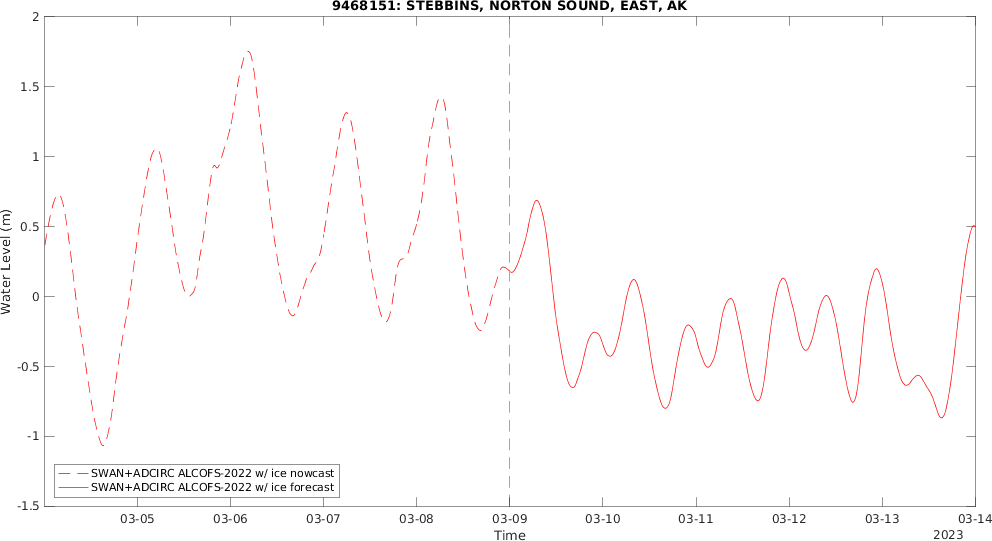 9468151: STEBBINS, NORTON SOUND, EAST, AK
2
1.5
1
0.5
0
-0.5
-1
-1.5
Water Level (m)
SWAN+ADCIRC ALCOFS-2022 w/ ice nowcast
SWAN+ADCIRC ALCOFS-2022 w/ ice forecast
03-05 03-06 03-07 03-08 03-09 03-10 03-11 03-12 03-13 03-14
Time
2023